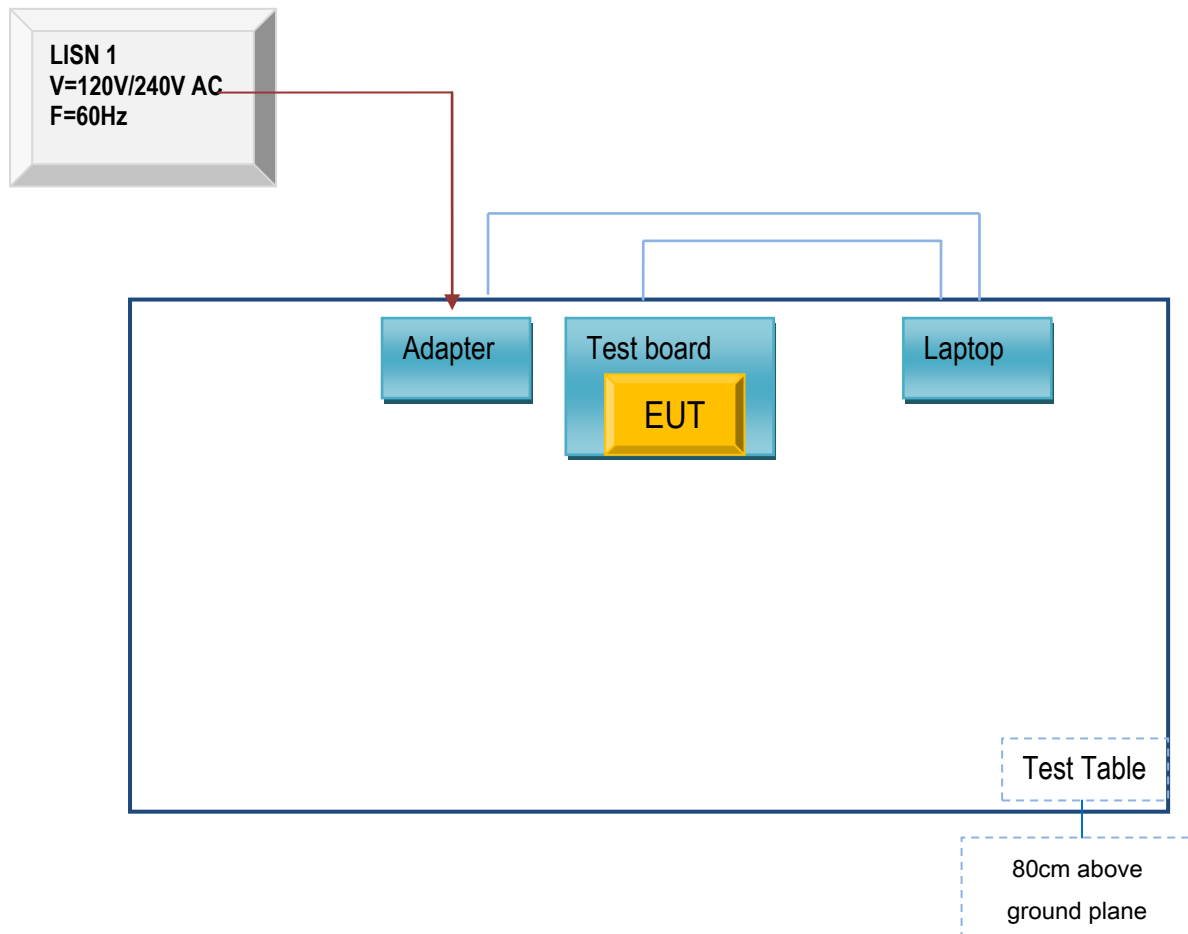 LISN 1
V=120V/240V AC
F=60Hz
Adapter
Test board
Laptop
EUT
Test Table
80cm above
ground plane